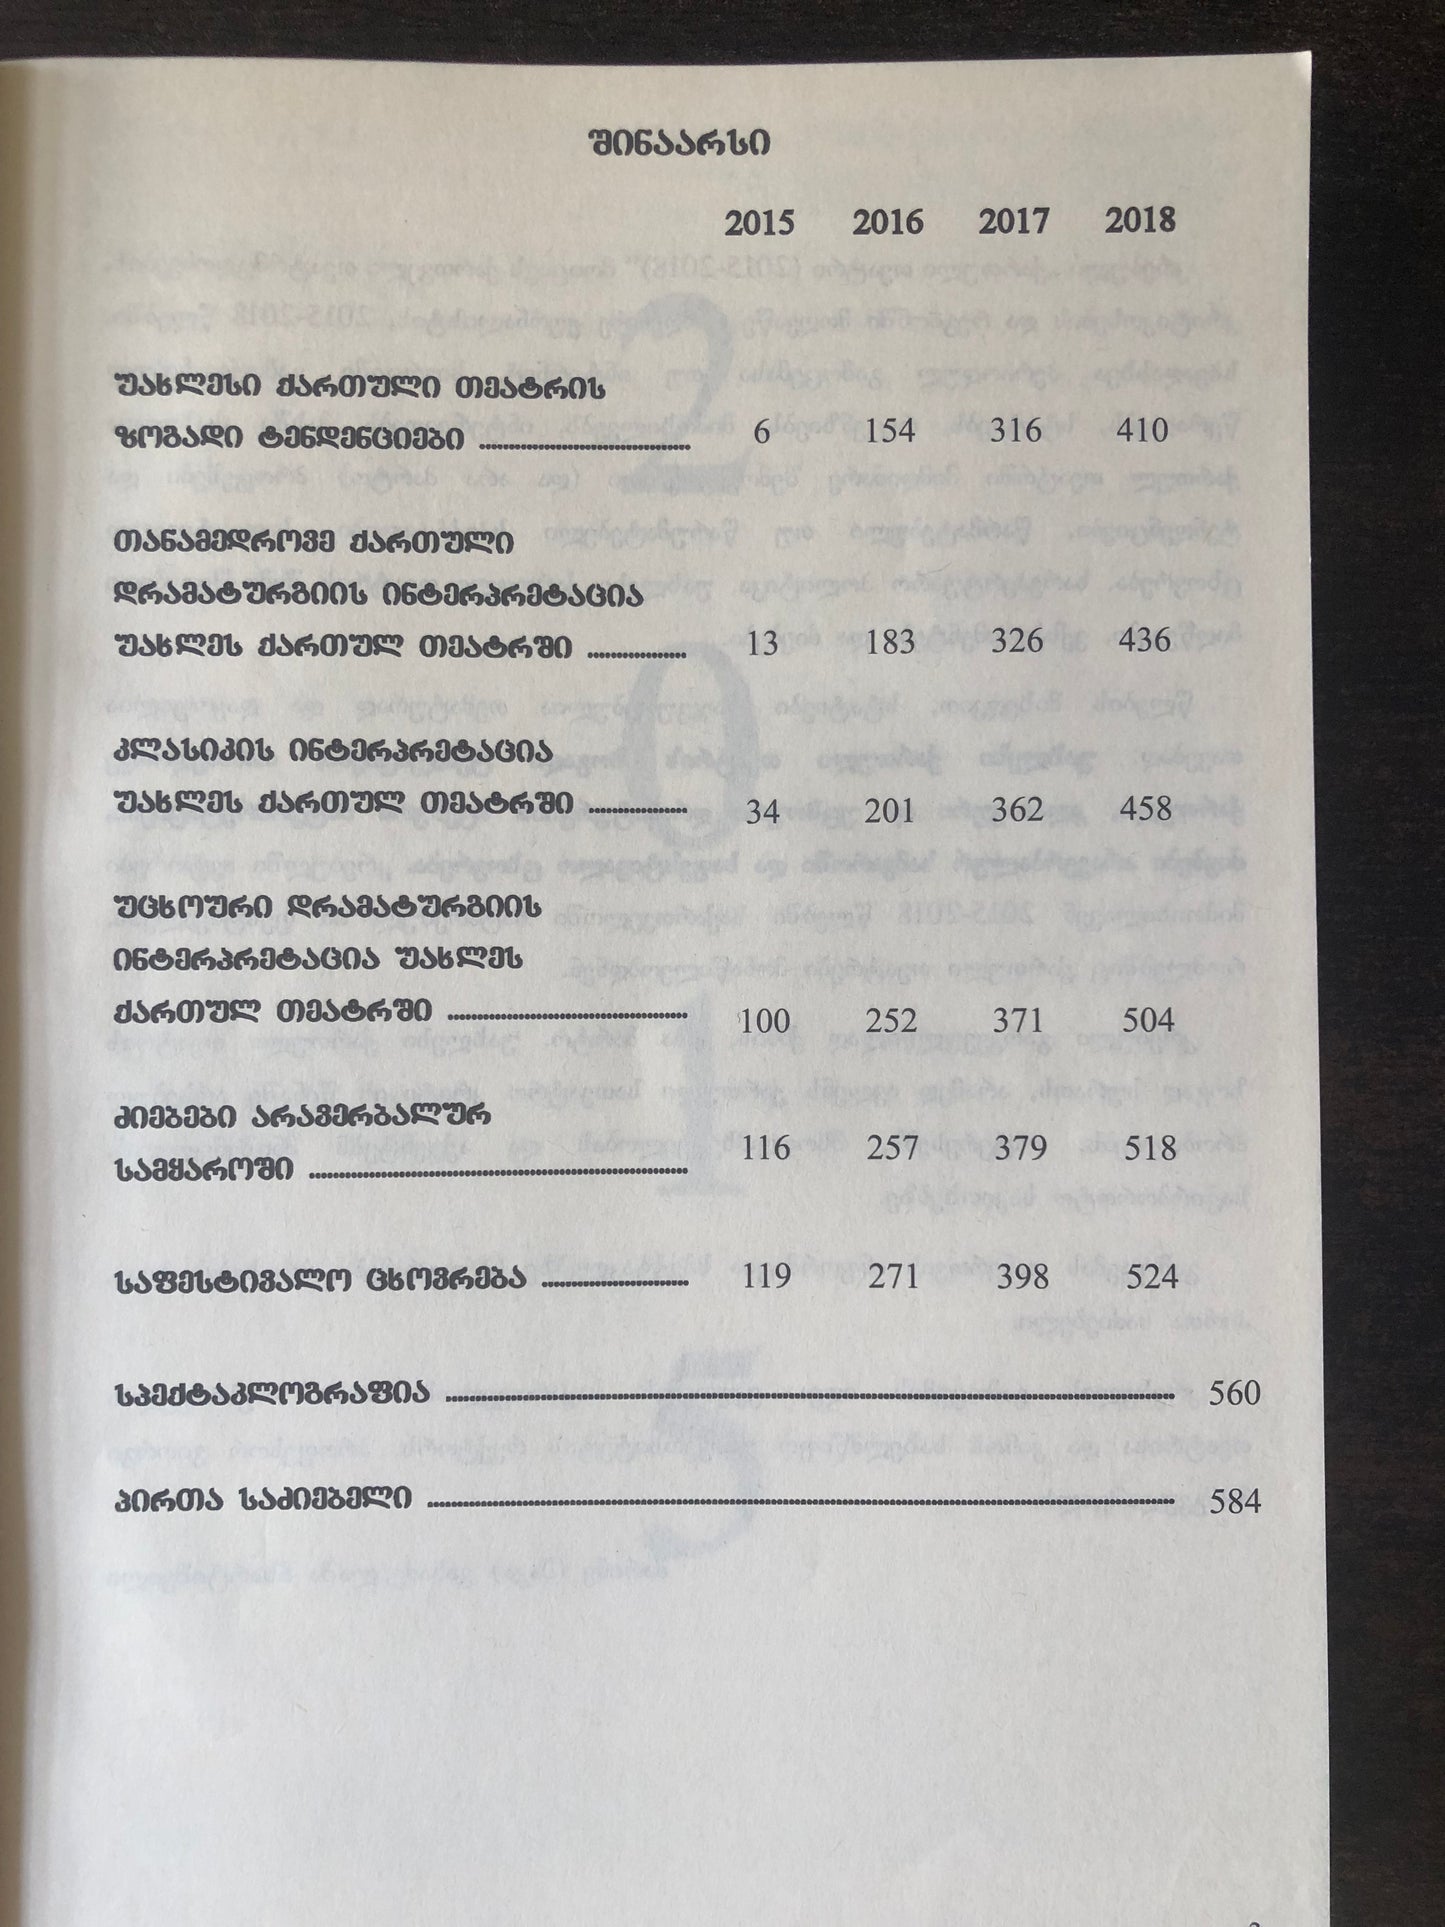 შინაარსი
2015 2016 2017 2018
უახლესი ქართული თეატრის
ზოგადი ტენდენციები ........................................ 6 154 316 410
თანამედროვე ქართული
დრამატურგიის ინტერპრეტაცია
უახლეს ქართულ თეატრში ................... 13 183 326 436
კლასიკის ინტერპრეტაცია
უახლეს ქართულ თეატრში ................... 34 201 362 458
უცხოური დრამატურგიის
ინტერპრეტაცია უახლეს
ქართულ თეატრში .............................................. 100 252 371 504
ძიებები არავერბალურ
სამყაროში ......................................................................... 116 257 379 518
საფესტივალო ცხოვრება ............................ 119 271 398 524
სპექტაკლოგრაფია ............................................................................................................................................ 560
პირთა საძიებელი ................................................................................................................................................ 584